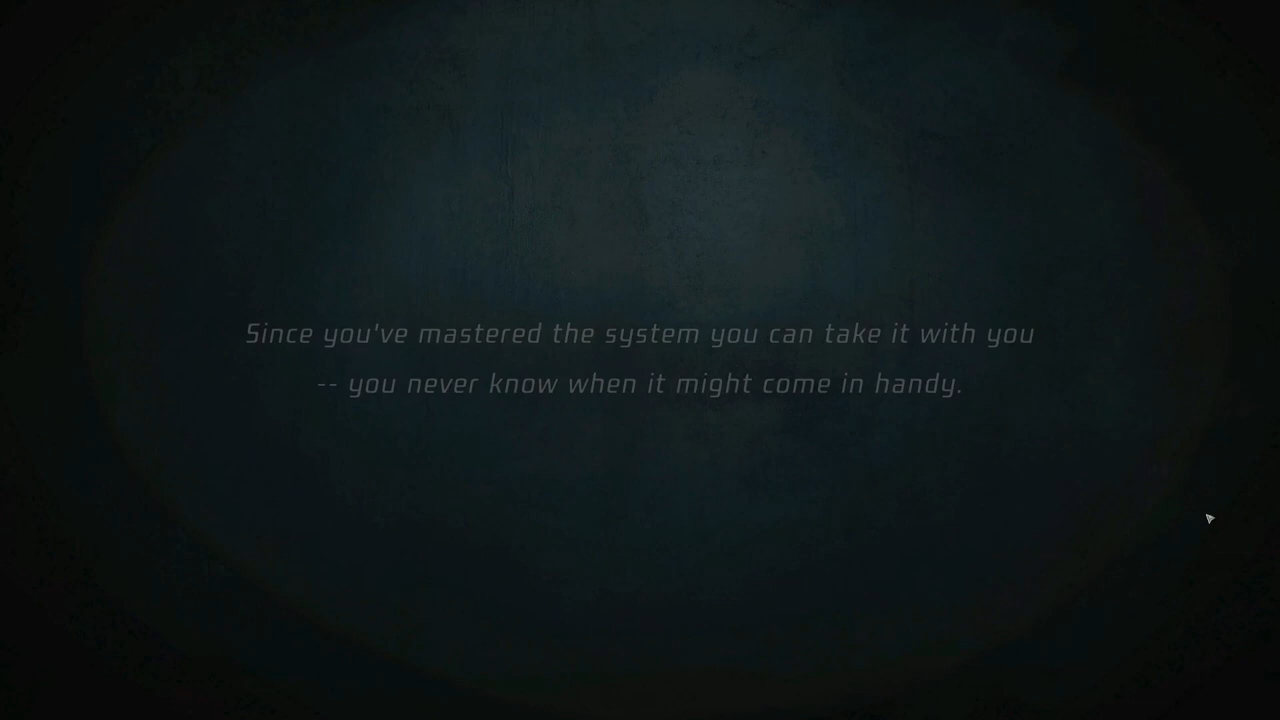 Since you've mastered the system you can take it with you
-- you never know when it might come in handy.